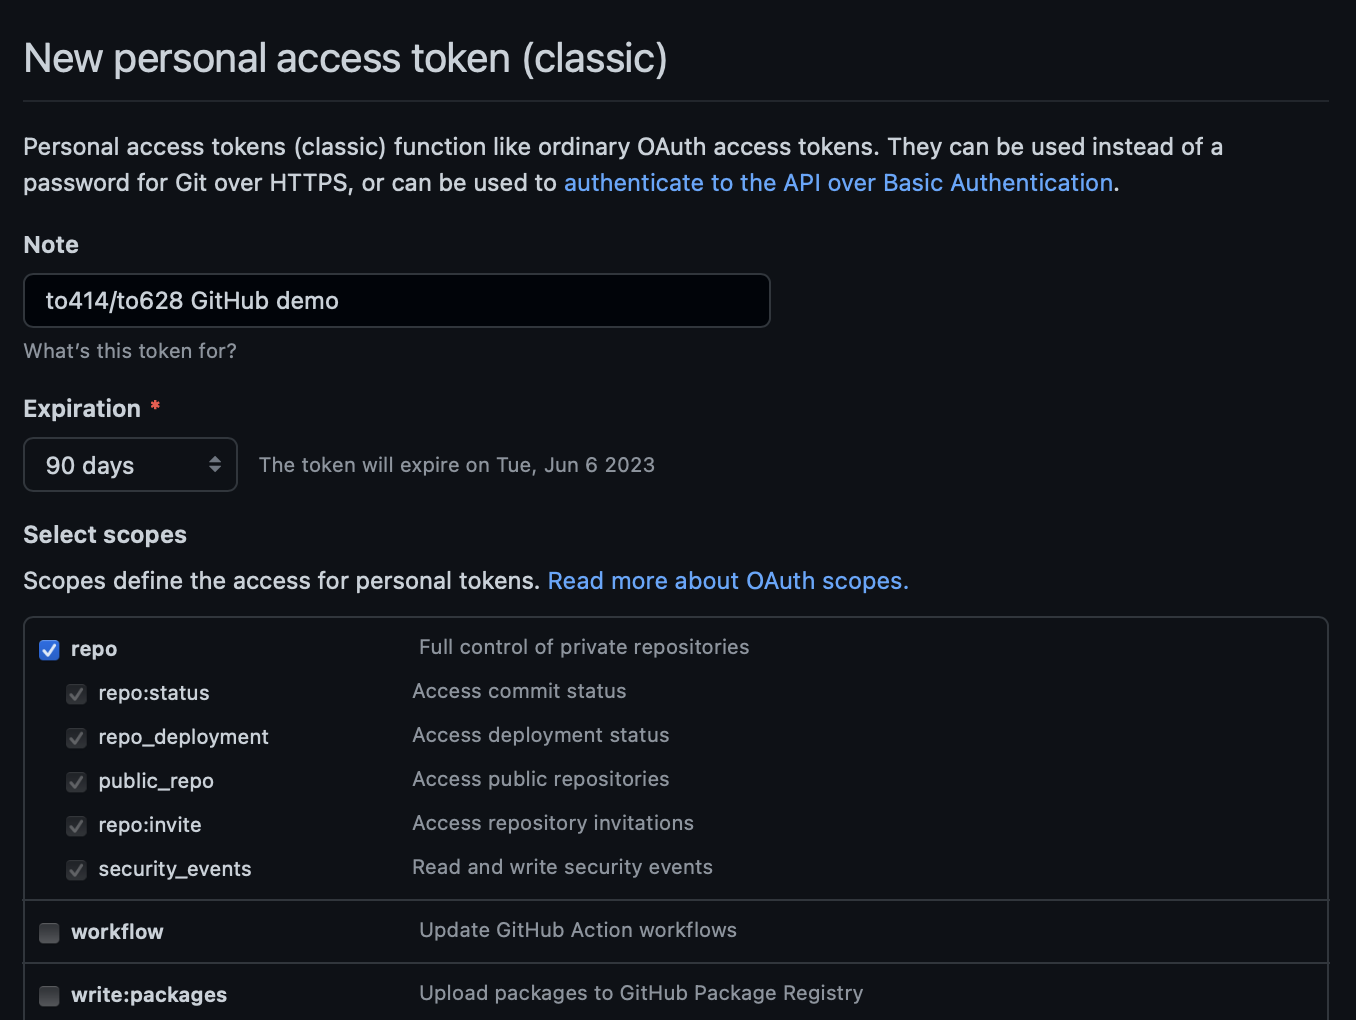 New personal access token (classic)
Personal access tokens (classic) function like ordinary OAuth access tokens. They can be used instead of a
password for Git over HTTPS, or can be used to authenticate to the API over Basic Authentication.
Note
to414/to628 GitHub demo
What's this token for?
Expiration *
90 days The token will expire on Tue, Jun 6 2023
Select scopes
Scopes define the access for personal tokens. Read more about OAuth scopes.
repo Full control of private repositories
repo:status Access commit status
repo_deployment Access deployment status
public_repo Access public repositories
repo:invite Access repository invitations
security_events Read and write security events
workflow Update GitHub Action workflows
write:packages Upload packages to GitHub Package Registry